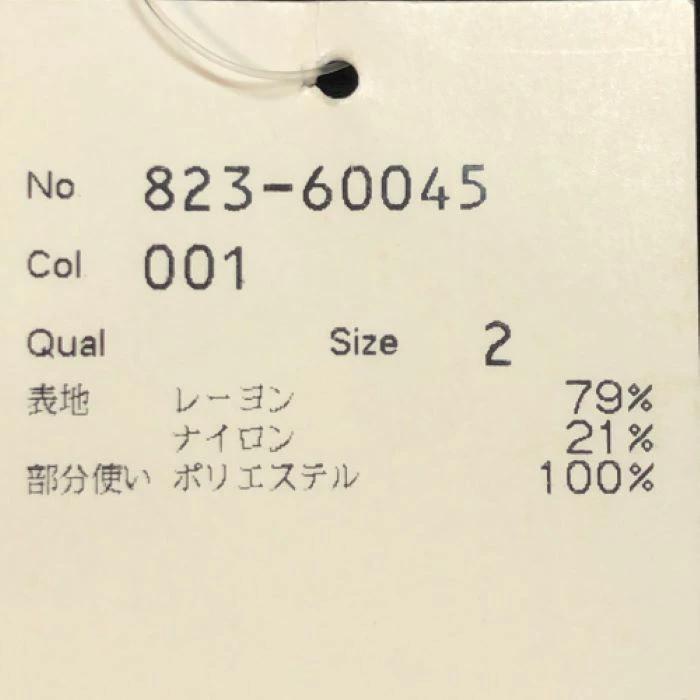 No. 823-60045
Col. 001
Qual Size 2
表地 レーヨン 79%
ナイロン 21%
部分使い ポリエステル 100%